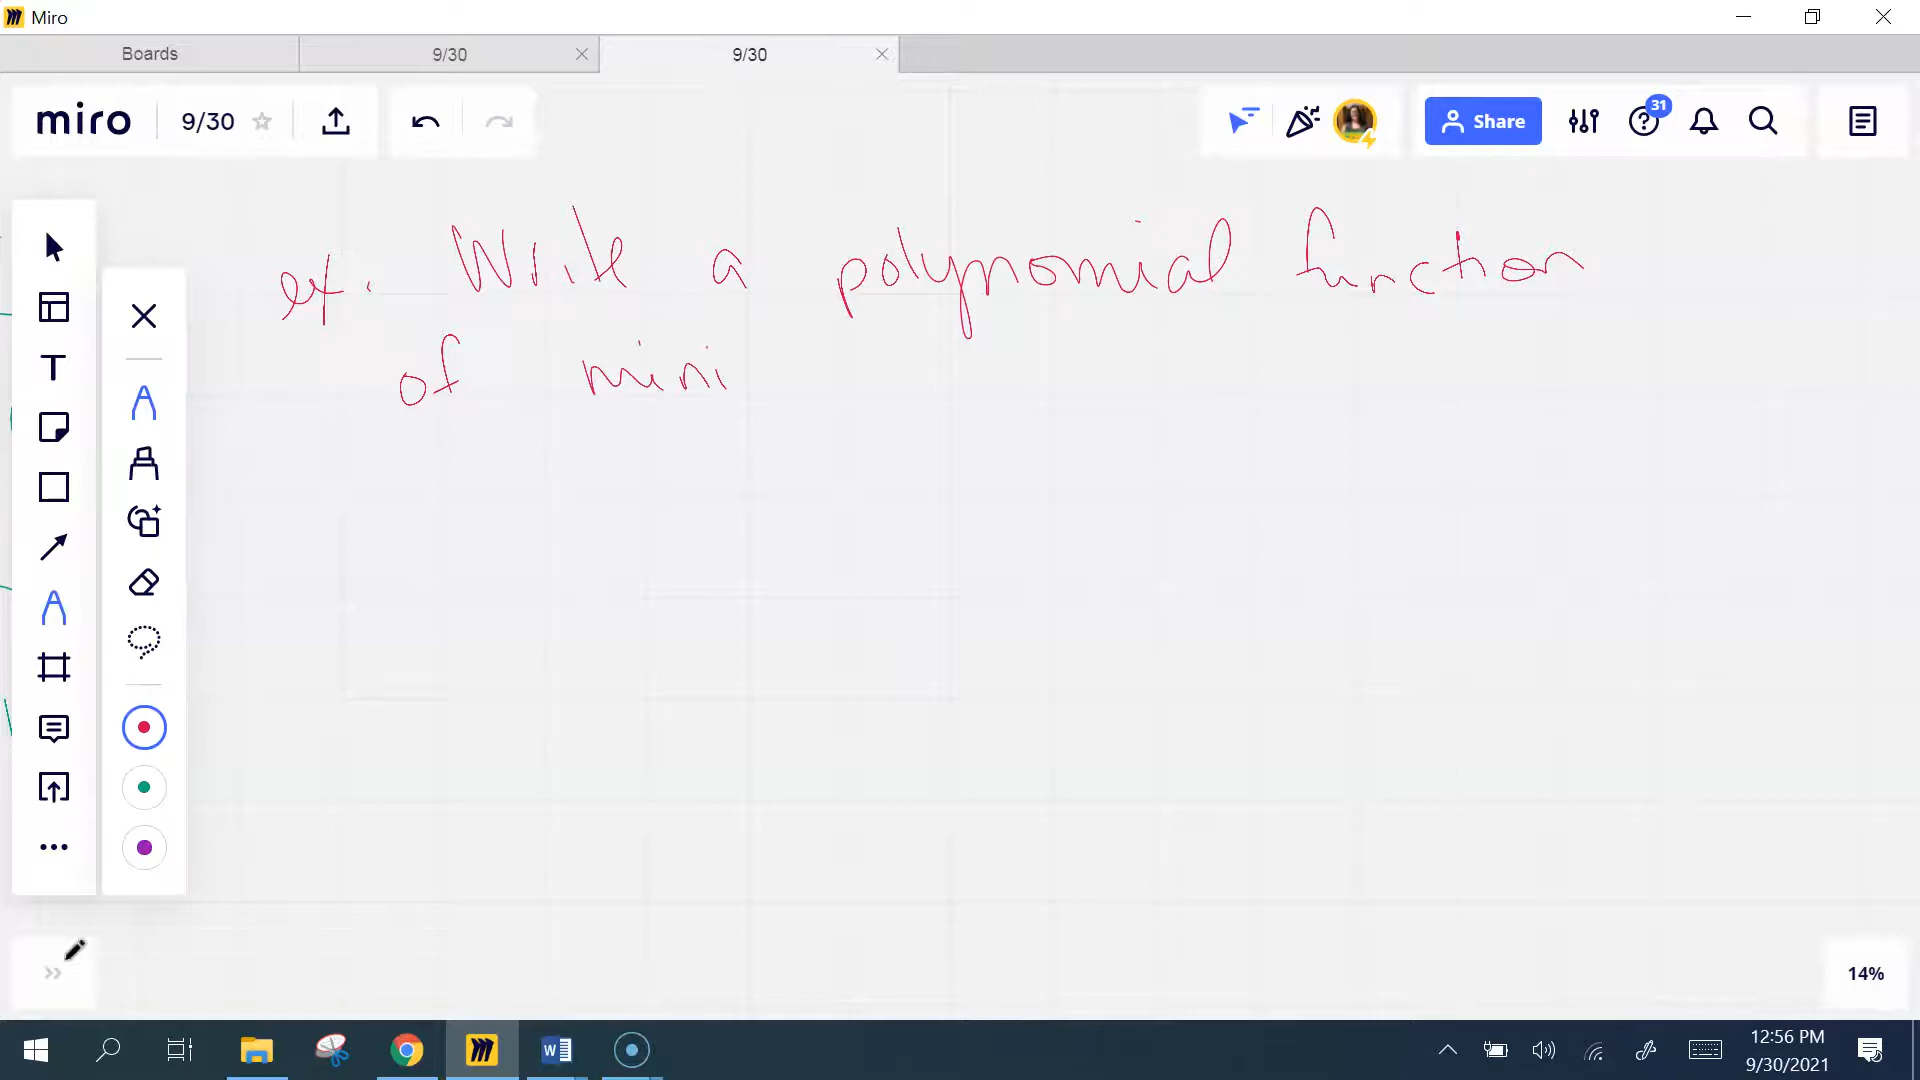 Miro
Boards 9/30 9/30
miro 9/30 Share 31
ex. Write a polynomial function
of mini
T
14%
W
12:56 PM
9/30/2021